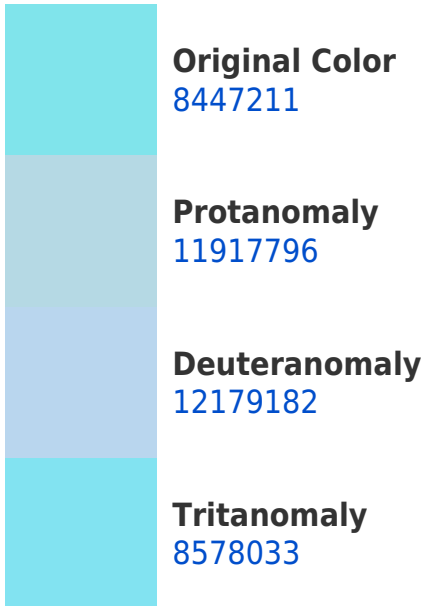 Original Color
8447211
Protanomaly
11917796
Deuteranomaly
12179182
Tritanomaly
8578033